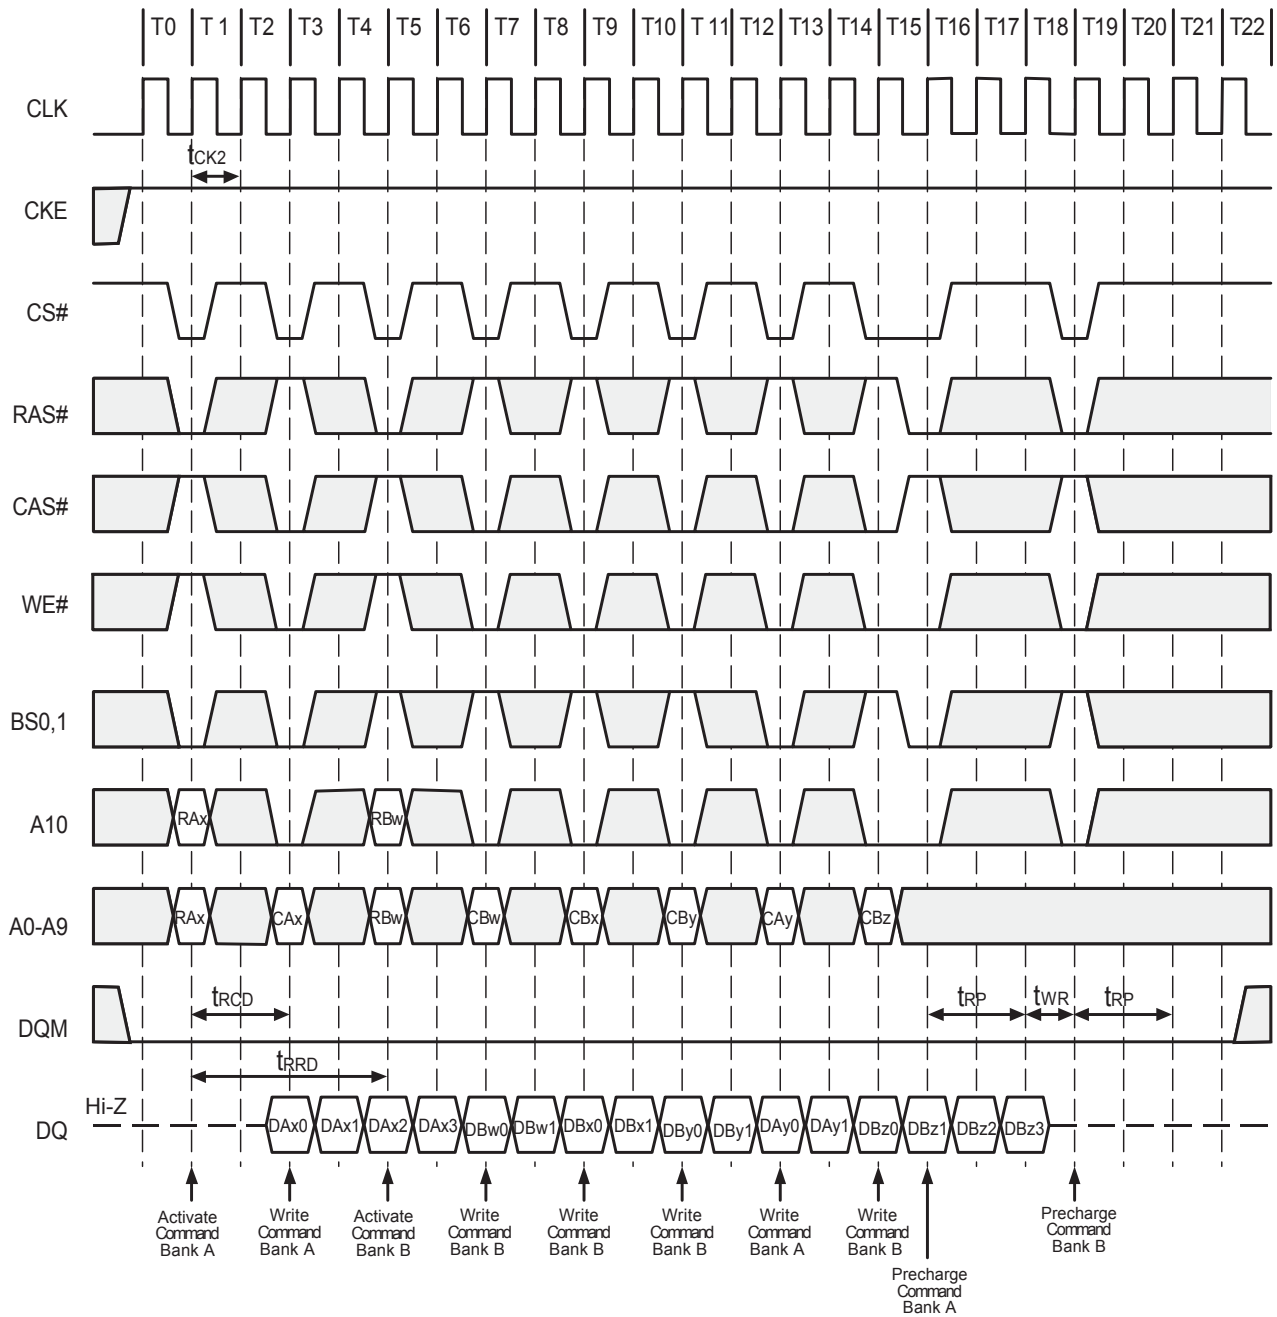 T0 T 1 T2 T3 T4 T5 T6 T7 T8 T9 T10 T 11 T12 T13 T14 T15 T16 T17 T18 T19 T20 T21 T22
CLK
tCK2
CKE
CS#
RAS#
CAS#
WE#
BS0,1
A10
RAx RBw
A0-A9
RAx CAx RBw CBw CBx CBy CAy CBz
DQM
tRCD tRP tWR tRP
tRRD
Hi-Z
DQ
DAx0 DAx1 DAx2 DAx3 DBw0 DBw1 DBx0 DBx1 DBy0 DBy1 DAy0 DAy1 DBz0 DBz1 DBz2 DBz3
Activate
Command
Bank A
Write
Command
Bank A
Activate
Command
Bank B
Write
Command
Bank B
Write
Command
Bank B
Write
Command
Bank B
Write
Command
Bank A
Write
Command
Bank B
Precharge
Command
Bank A
Precharge
Command
Bank B